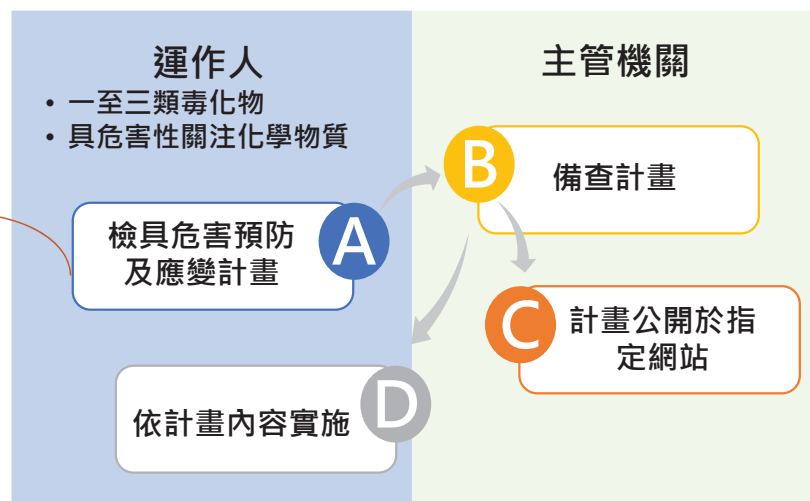 運作人
• 一至三類毒化物
• 具危害性關注化學物質
檢具危害預防
及應變計畫
A
依計畫內容實施
D
主管機關
B
備查計畫
C
計畫公開於指
定網站